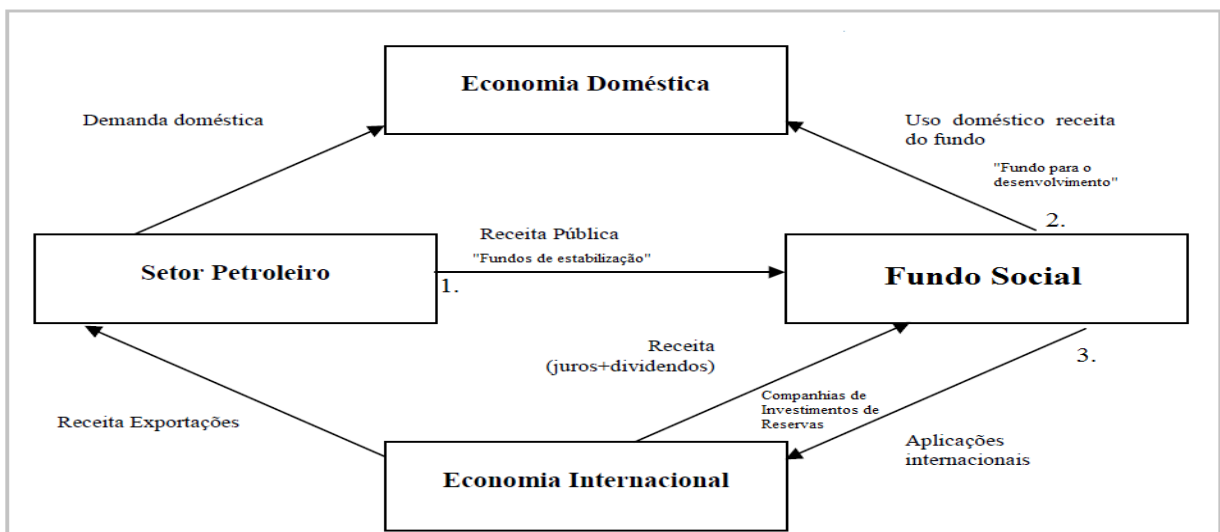 Economia Doméstica
Demanda doméstica
Uso doméstico receita
do fundo
"Fundo para o
desenvolvimento"
2.
Receita Pública
"Fundos de estabilização"
Setor Petroleiro
1.
Fundo Social
Receita
(juros+dividendos)
3.
Companhias de
Investimentos de
Reservas
Receita Exportações
Aplicações
internacionais
Economia Internacional